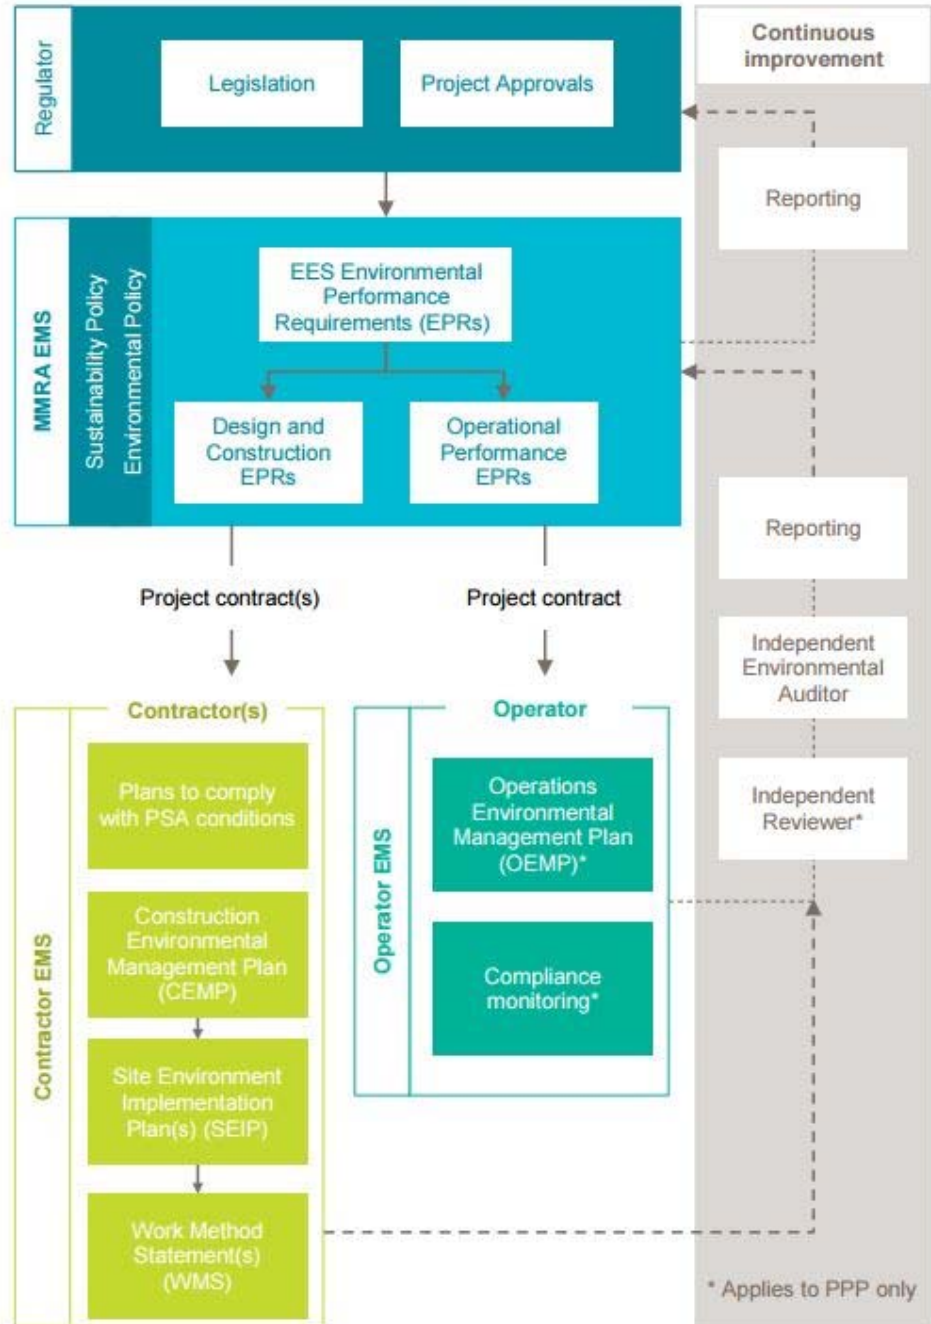 Regulator
Legislation
Project Approvals
Continuous
improvement
Reporting
MMRA EMS
Sustainability Policy
Environmental Policy
EES Environmental
Performance
Requirements (EPRs)
Design and
Construction
EPRs
Operational
Performance
EPRs
Reporting
Project contract(s)
Project contract
Independent
Environmental
Auditor
Independent
Reviewer*
Contractor EMS
Contractor(s)
Plans to comply
with PSA conditions
Construction
Environmental
Management Plan
(CEMP)
Site Environment
Implementation
Plan(s) (SEIP)
Work Method
Statement(s)
(WMS)
Operator EMS
Operator
Operations
Environmental
Management Plan
(OEMP)*
Compliance
monitoring*
* Applies to PPP only